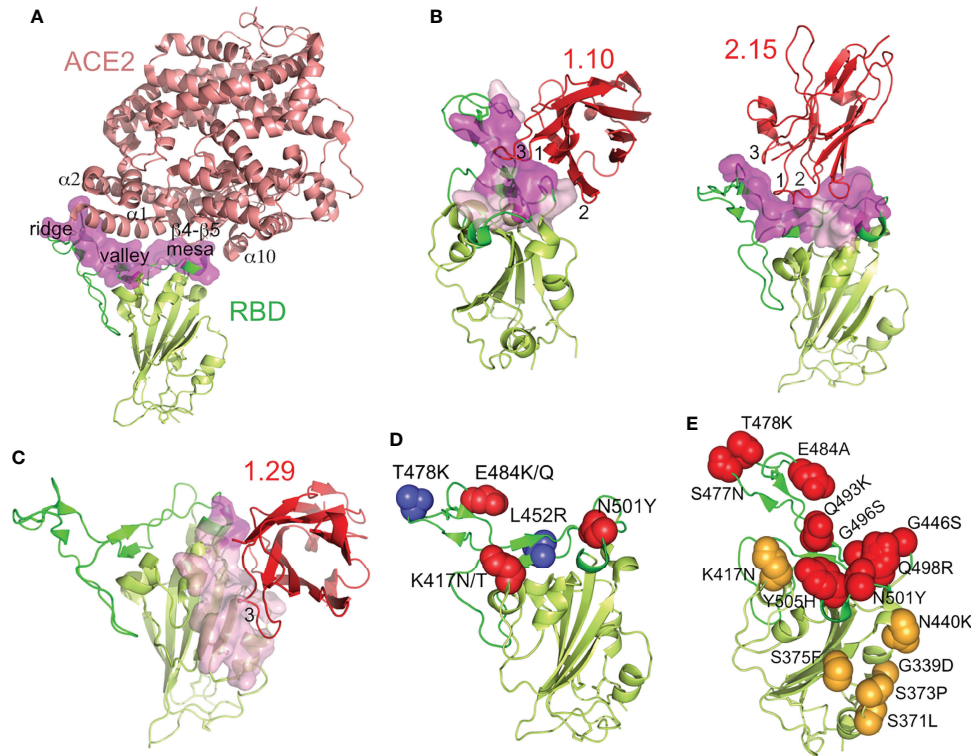 A
ACE2
α2
α1
ridge
valley
β4-β5
mesa
α10
RBD
B
1.10
3
1
2
2.15
3
1
2
C
1.29
3
D
T478K
E484K/Q
L452R
N501Y
K417N/T
E
T478K
E484A
S477N
Q493K
G496S
G446S
K417N
Q498R
Y505H
N501Y
N440K
S375F
G339D
S373P
S371L